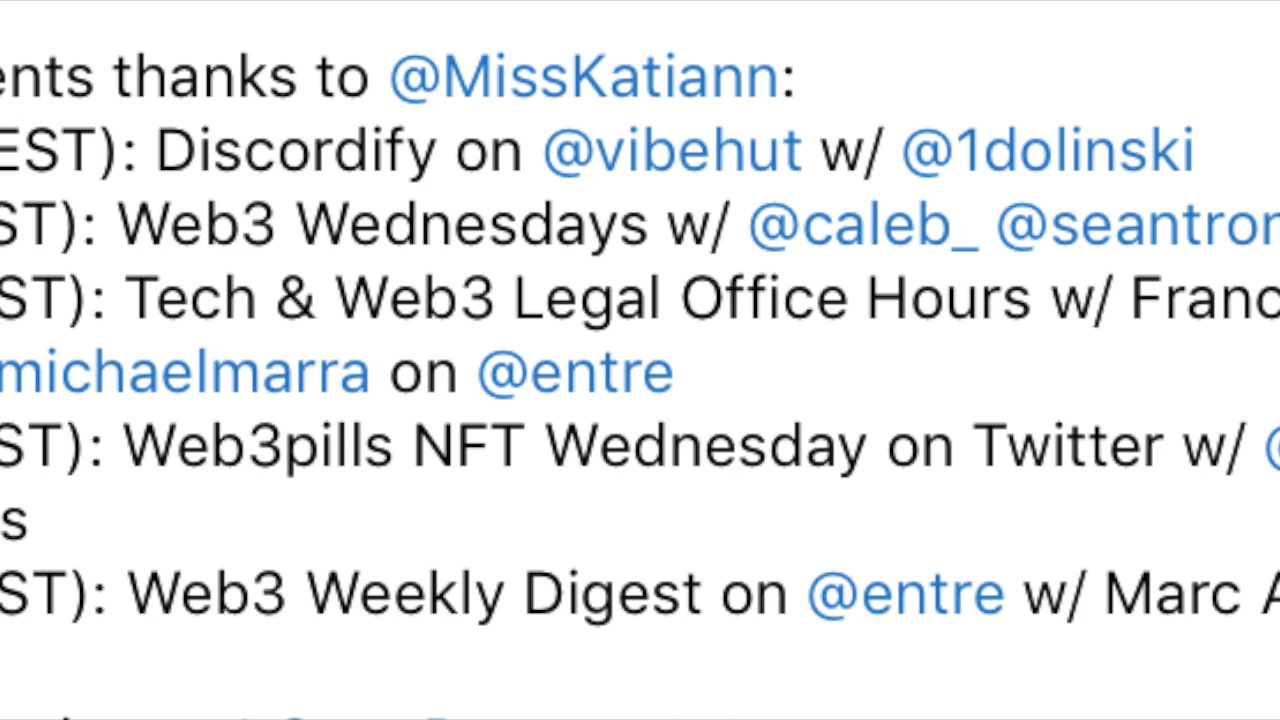 ents thanks to @MissKatiann:
EST): Discordify on @vibehut w/ @1dolinski
ST): Web3 Wednesdays w/ @caleb_ @seantron
ST): Tech & Web3 Legal Office Hours w/ Franc
michaelmarra on @entre
ST): Web3pills NFT Wednesday on Twitter w/ @
s
ST): Web3 Weekly Digest on @entre w/ Marc A